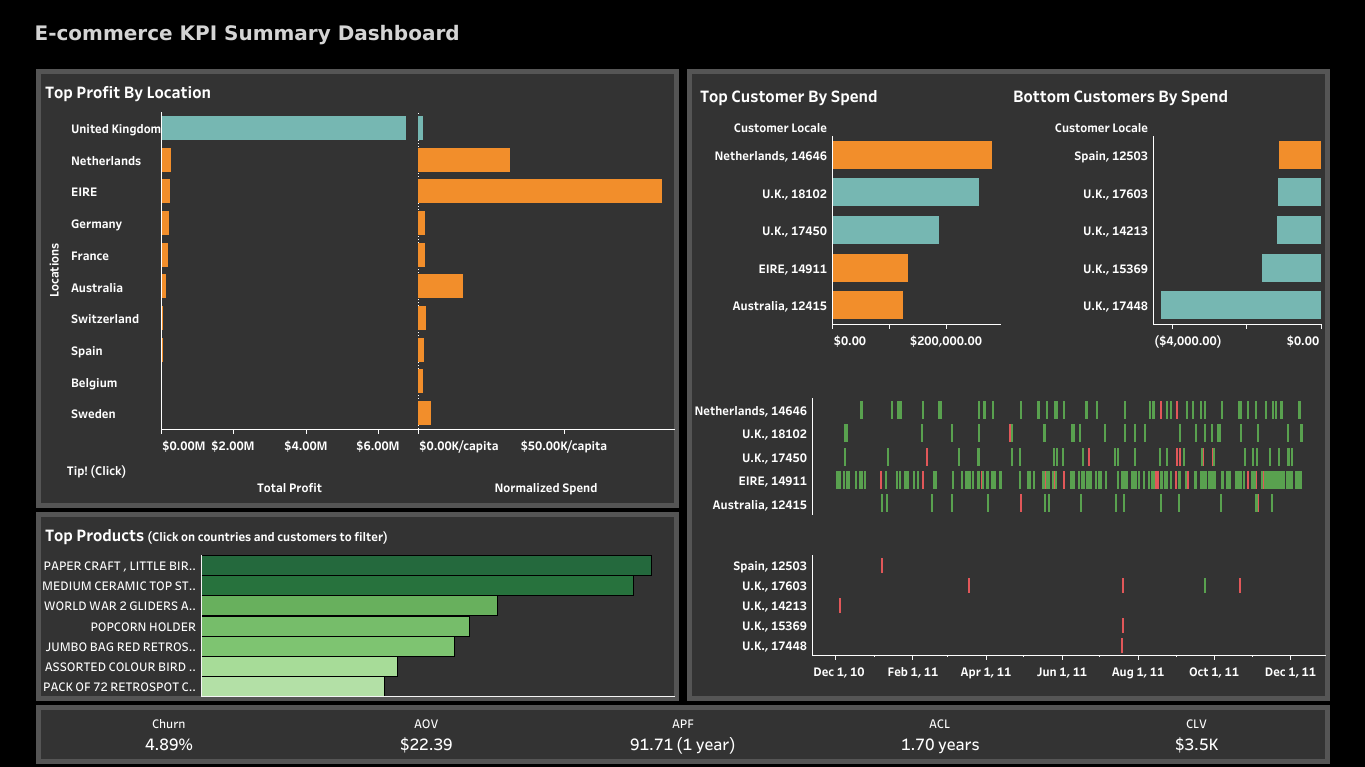 E-commerce KPI Summary Dashboard
Top Profit By Location
United Kingdom
Netherlands
EIRE
Germany
France
Australia
Switzerland
Spain
Belgium
Sweden
Locations
$0.00M $2.00M $4.00M $6.00M $0.00K/capita $50.00K/capita
Tip! (Click)
Total Profit Normalized Spend
Top Products (Click on countries and customers to filter)
PAPER CRAFT , LITTLE BIR..
MEDIUM CERAMIC TOP ST..
WORLD WAR 2 GLIDERS A..
POPCORN HOLDER
JUMBO BAG RED RETROS..
ASSORTED COLOUR BIRD ..
PACK OF 72 RETROSPOT C..
Top Customer By Spend
Customer Locale
Netherlands, 14646
U.K., 18102
U.K., 17450
EIRE, 14911
Australia, 12415
$0.00 $200,000.00
Bottom Customers By Spend
Customer Locale
Spain, 12503
U.K., 17603
U.K., 14213
U.K., 15369
U.K., 17448
($4,000.00) $0.00
Netherlands, 14646
U.K., 18102
U.K., 17450
EIRE, 14911
Australia, 12415
Spain, 12503
U.K., 17603
U.K., 14213
U.K., 15369
U.K., 17448
Dec 1, 10 Feb 1, 11 Apr 1, 11 Jun 1, 11 Aug 1, 11 Oct 1, 11 Dec 1, 11
Churn AOV APF ACL CLV
4.89% $22.39 91.71 (1 year) 1.70 years $3.5K